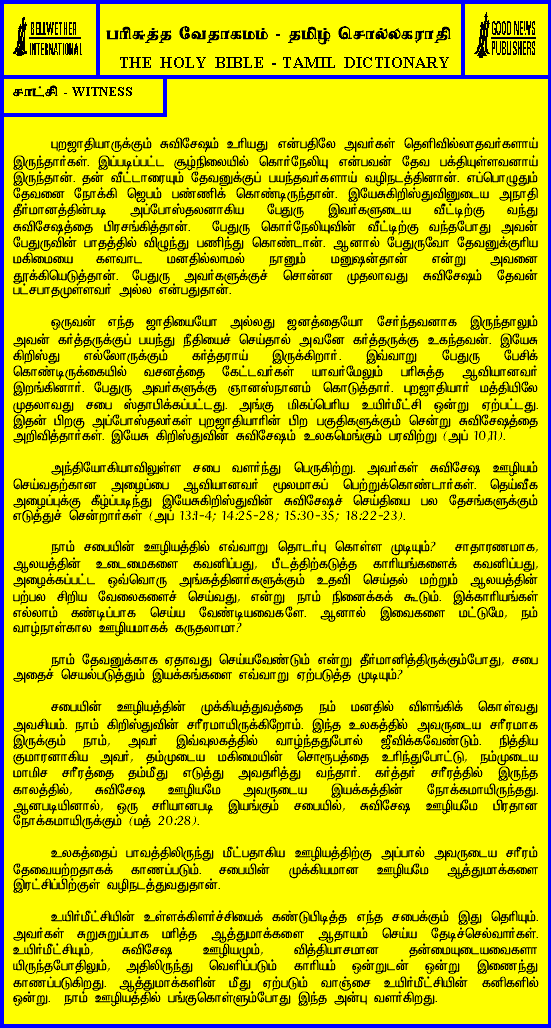 BELLWETHER
INTERNATIONAL
பரிசுத்த வேதாகமம் - தமிழ் சொல்லகராதி
THE HOLY BIBLE - TAMIL DICTIONARY
GOOD NEWS
PUBLISHERS
சாட்சி - WITNESS
புறஜாதியாருக்கும் சுவிசேஷம் உரியது என்பதிலே அவர்கள் தெளிவில்லாதவர்களாய்
இருந்தார்கள். இப்படிப்பட்ட சூழ்நிலையில் கொர்நேலியு என்பவன் தேவ பக்தியுள்ளவனாய்
இருந்தான். தன் வீட்டாரையும் தேவனுக்குப் பயந்தவர்களாய் வழிநடத்தினான். எப்பொழுதும்
தேவனை நோக்கி ஜெபம் பண்ணிக் கொண்டிருந்தான். இயேசுகிறிஸ்துவினுடைய அநாதி
தீர்மானத்தின்படி அப்போஸ்தலனாகிய பேதுரு இவர்களுடைய வீட்டிற்கு வந்து
சுவிசேஷத்தை பிரசங்கித்தான். பேதுரு கொர்நேலியுவின் வீட்டிற்கு வந்தபோது அவன்
பேதுருவின் பாதத்தில் விழுந்து பணிந்து கொண்டான். ஆனால் பேதுருவோ தேவனுக்குரிய
மகிமையை களவாட மனதில்லாமல் நானும் மனுஷன்தான் என்று அவனை
தூக்கியெடுத்தான். பேதுரு அவர்களுக்குச் சொன்ன முதலாவது சுவிசேஷம் தேவன்
பட்சபாதமுள்ளவர் அல்ல என்பதுதான்.
ஒருவன் எந்த ஜாதியையோ அல்லது ஜனத்தையோ சேர்ந்தவனாக இருந்தாலும்
அவன் கர்த்தருக்குப் பயந்து நீதியைச் செய்தால் அவனே கர்த்தருக்கு உகந்தவன். இயேசு
கிறிஸ்து எல்லோருக்கும் கர்த்தராய் இருக்கிறார். இவ்வாறு பேதுரு பேசிக்
கொண்டிருக்கையில் வசனத்தை கேட்டவர்கள் யாவர்மேலும் பரிசுத்த ஆவியானவர்
இறங்கினார். பேதுரு அவர்களுக்கு ஞானஸ்நானம் கொடுத்தார். புறஜாதியார் மத்தியிலே
முதலாவது சபை ஸ்தாபிக்கப்பட்டது. அங்கு மிகப்பெரிய உயிர்மீட்சி ஒன்று ஏற்பட்டது.
இதன் பிறகு அப்போஸ்தலர்கள் புறஜாதியாரின் பிற பகுதிகளுக்கும் சென்று சுவிசேஷத்தை
அறிவித்தார்கள். இயேசு கிறிஸ்துவின் சுவிசேஷம் உலகமெங்கும் பரவிற்று (அப் 10,11).
அந்தியோகியாவிலுள்ள சபை வளர்ந்து பெருகிற்று. அவர்கள் சுவிசேஷ ஊழியம்
செய்வதற்கான அழைப்பை ஆவியானவர் மூலமாகப் பெற்றுக்கொண்டார்கள். தெய்வீக
அழைப்புக்கு கீழ்ப்படிந்து இயேசுகிறிஸ்துவின் சுவிசேஷச் செய்தியை பல தேசங்களுக்கும்
எடுத்துச் சென்றார்கள் (அப் 13:1-4; 14:25-28; 15:30-35; 18:22-23).
நாம் சபையின் ஊழியத்தில் எவ்வாறு தொடர்பு கொள்ள முடியும்? சாதாரணமாக,
ஆலயத்தின் உடைமைகளை கவனிப்பது, பீடத்திற்கடுத்த காரியங்களைக் கவனிப்பது,
அழைக்கப்பட்ட ஒவ்வொரு அங்கத்தினர்களுக்கும் உதவி செய்தல் மற்றும் ஆலயத்தின்
பற்பல சிறிய வேலைகளைச் செய்வது, என்று நாம் நினைக்கக் கூடும். இக்காரியங்கள்
எல்லாம் கண்டிப்பாக செய்ய வேண்டியவைகளே. ஆனால் இவைகளை மட்டுமே, நம்
வாழ்நாள்கால ஊழியமாகக் கருதலாமா?
நாம் தேவனுக்காக ஏதாவது செய்யவேண்டும் என்று தீர்மானித்திருக்கும்போது, சபை
அதைச் செயல்படுத்தும் இயக்கங்களை எவ்வாறு ஏற்படுத்த முடியும்?
சபையின் ஊழியத்தின் முக்கியத்துவத்தை நம் மனதில் விளங்கிக் கொள்வது
அவசியம். நாம் கிறிஸ்துவின் சரீரமாயிருக்கிறோம். இந்த உலகத்தில் அவருடைய சரீரமாக
இருக்கும் நாம், அவர் இவ்வுலகத்தில் வாழ்ந்ததுபோல் ஜீவிக்கவேண்டும். நித்திய
குமாரனாகிய அவர், தம்முடைய மகிமையின் சொரூபத்தை உரிந்துபோட்டு, நம்முடைய
மாமிச சரீரத்தை தம்மீது எடுத்து அவதரித்து வந்தார். கர்த்தர் சரீரத்தில் இருந்த
காலத்தில், சுவிசேஷ ஊழியமே அவருடைய இயக்கத்தின் நோக்கமாயிருந்தது.
ஆனபடியினால், ஒரு சரியானபடி இயங்கும் சபையில், சுவிசேஷ ஊழியமே பிரதான
நோக்கமாயிருக்கும் (மத் 20:28).
உலகத்தைப் பாவத்திலிருந்து மீட்பதாகிய ஊழியத்திற்கு அப்பால் அவருடைய சரீரம்
தேவையற்றதாகக் காணப்படும். சபையின் முக்கியமான ஊழியமே ஆத்துமாக்களை
இரட்சிப்பிற்குள் வழிநடத்துவதுதான்.
உயிர்மீட்சியின் உள்ளக்கிளர்ச்சியைக் கண்டுபிடித்த எந்த சபைக்கும் இது தெரியும்.
அவர்கள் சுறுசுறுப்பாக மரித்த ஆத்துமாக்களை ஆதாயம் செய்ய தேடிச்செல்வார்கள்.
உயிர்மீட்சியும், சுவிசேஷ ஊழியமும், வித்தியாசமான தன்மையுடையவைகளா
யிருந்தபோதிலும், அதிலிருந்து வெளிப்படும் காரியம் ஒன்றுடன் ஒன்று இணைந்து
காணப்படுகிறது. ஆத்துமாக்களின் மீது ஏற்படும் வாஞ்சை உயிர்மீட்சியின் கனிகளில்
ஒன்று. நாம் ஊழியத்தில் பங்குகொள்ளும்போது இந்த அன்பு வளர்கிறது.